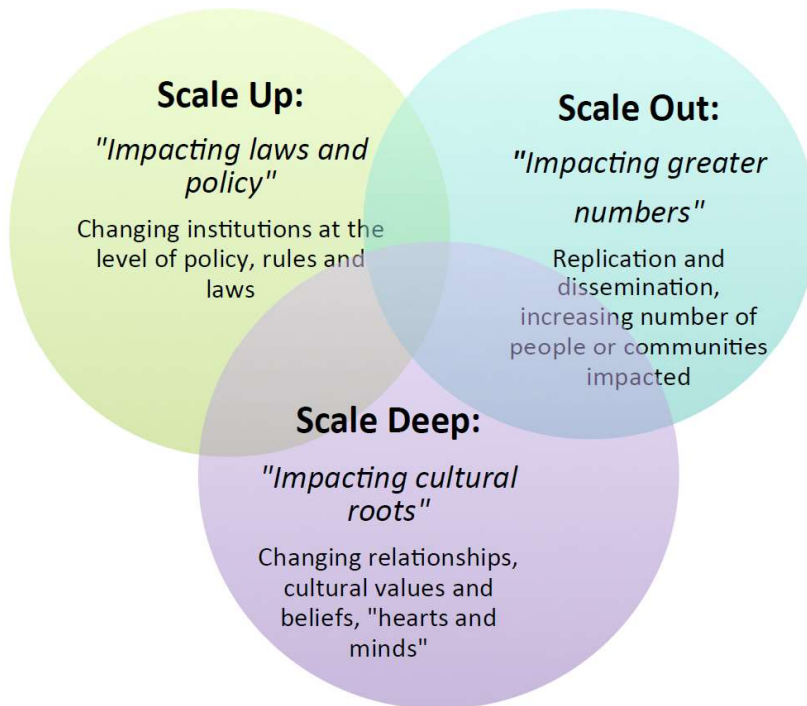 Scale Up:
"Impacting laws and
policy"
Changing institutions at the
level of policy, rules and
laws
Scale Out:
"Impacting greater
numbers"
Replication and
dissemination,
increasing number of
people or communities
impacted
Scale Deep:
"Impacting cultural
roots"
Changing relationships,
cultural values and
beliefs, "hearts and
minds"